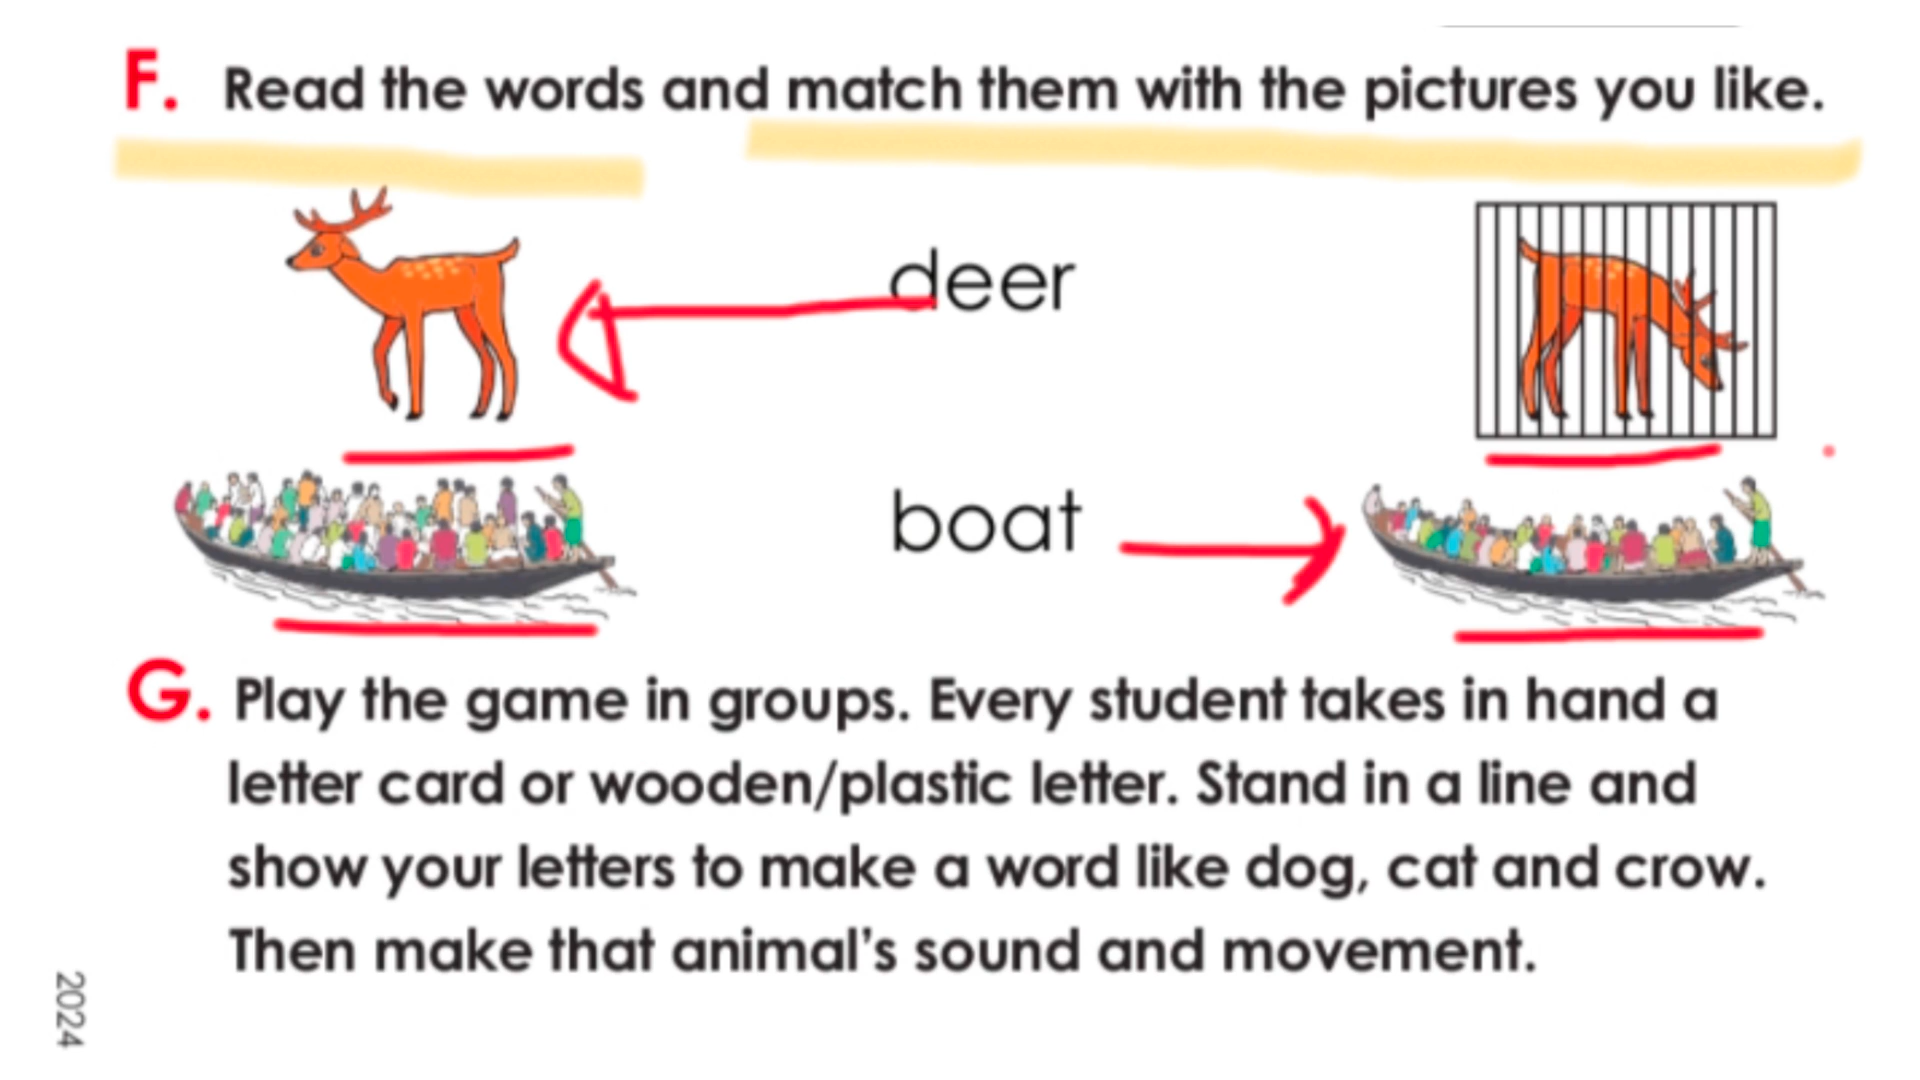 F. Read the words and match them with the pictures you like.
deer
boat
G. Play the game in groups. Every student takes in hand a
letter card or wooden/plastic letter. Stand in a line and
show your letters to make a word like dog, cat and crow.
Then make that animal's sound and movement.
2024